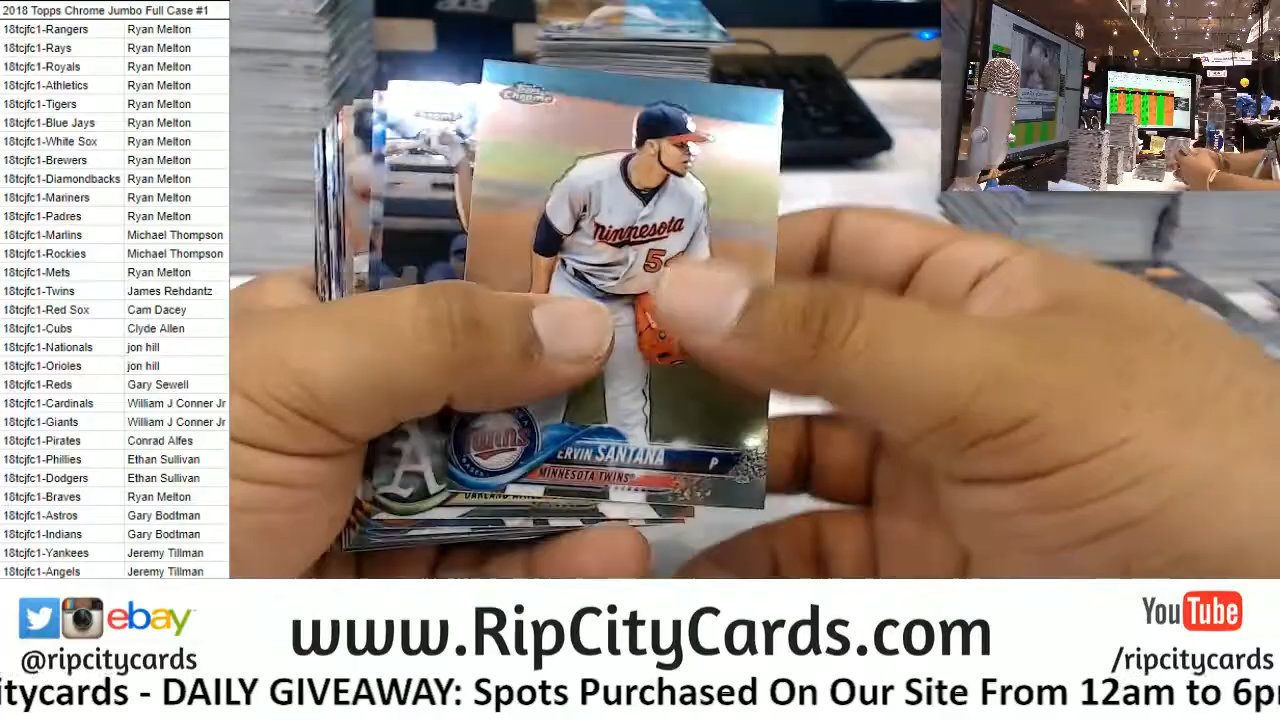 2018 Topps Chrome Jumbo Full Case #1
18tcjfc1-Rangers Ryan Melton
18tcjfc1-Rays Ryan Melton
18tcjfc1-Royals Ryan Melton
18tcjfc1-Athletics Ryan Melton
18tcjfc1-Tigers Ryan Melton
18tcjfc1-Blue Jays Ryan Melton
18tcjfc1-White Sox Ryan Melton
18tcjfc1-Brewers Ryan Melton
18tcjfc1-Diamondbacks Ryan Melton
18tcjfc1-Mariners Ryan Melton
18tcjfc1-Padres Ryan Melton
18tcjfc1-Marlins Michael Thompson
18tcjfc1-Rockies Michael Thompson
18tcjfc1-Mets Ryan Melton
18tcjfc1-Twins James Rehdantz
18tcjfc1-Red Sox Cam Dacey
18tcjfc1-Cubs Clyde Allen
18tcjfc1-Nationals jon hill
18tcjfc1-Orioles jon hill
18tcjfc1-Reds Gary Sewell
18tcjfc1-Cardinals William J Conner Jr
18tcjfc1-Giants William J Conner Jr
18tcjfc1-Pirates Conrad Alfes
18tcjfc1-Phillies Ethan Sullivan
18tcjfc1-Dodgers Ethan Sullivan
18tcjfc1-Braves Ryan Melton
18tcjfc1-Astros Gary Bodtman
18tcjfc1-Indians Gary Bodtman
18tcjfc1-Yankees Jeremy Tillman
18tcjfc1-Angels Jeremy Tillman
Topps Chrome
Minnesota
5
Twins
ERVIN SANTANA P
MINNESOTA TWINS
A
OAKLAND
ebay
@ripcitycards
www.RipCityCards.com
YouTube
/ripcitycards
itycards - DAILY GIVEAWAY: Spots Purchased On Our Site From 12am to 6p